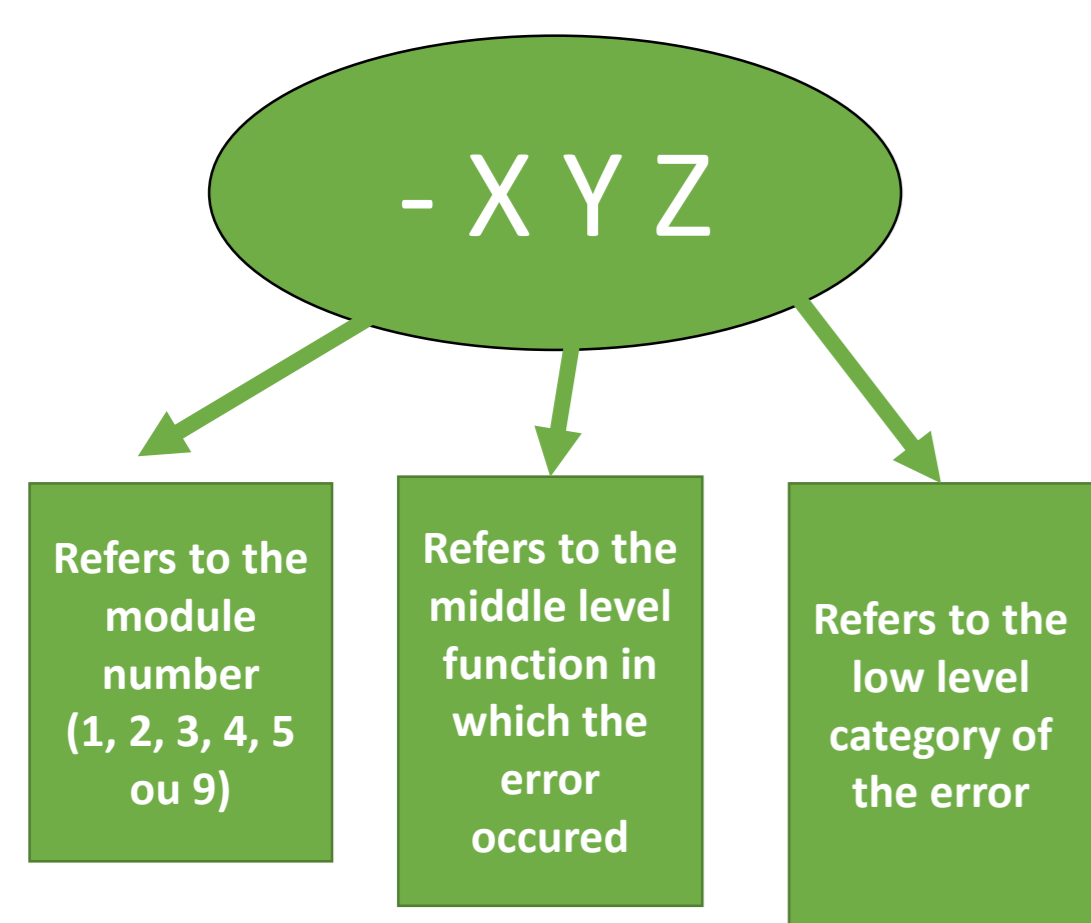 - X Y Z
Refers to the
module
number
(1, 2, 3, 4, 5
ou 9)
Refers to the
middle level
function in
which the
error
occured
Refers to the
low level
category of
the error